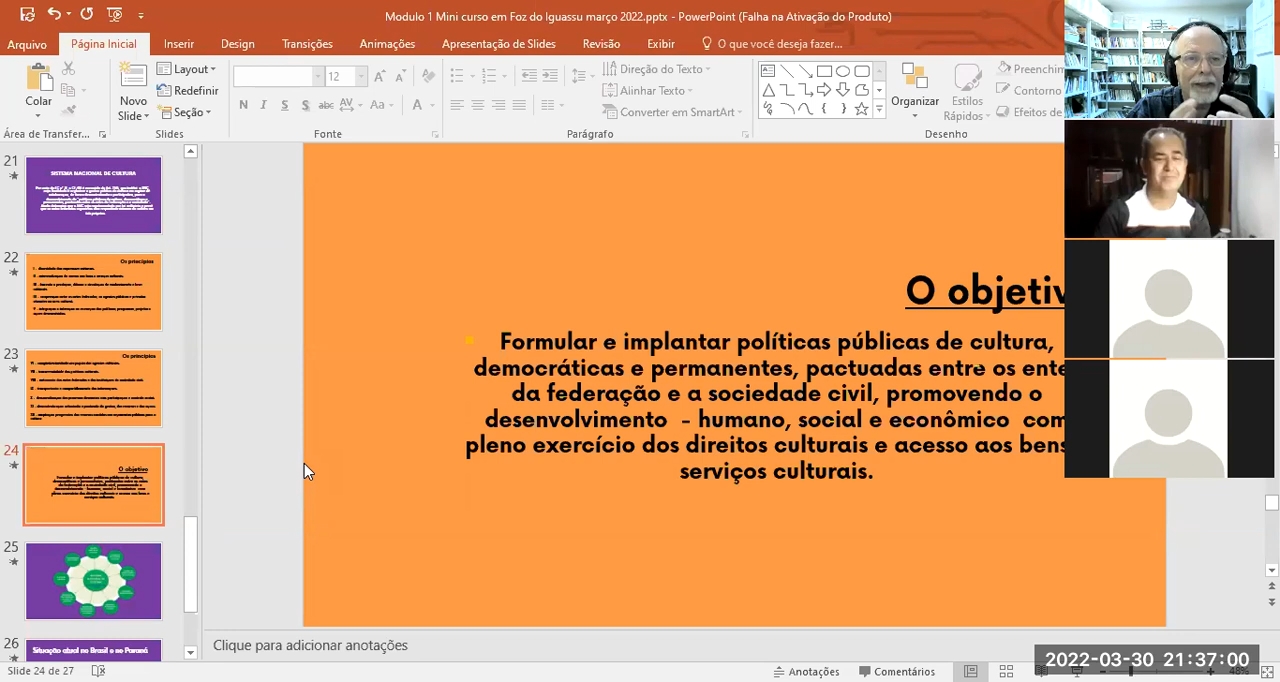 Modulo 1 Mini curso em Foz do Iguassu março 2022.pptx - PowerPoint (Falha na Ativação do Produto)
Arquivo Página Inicial Inserir Design Transições Animações Apresentação de Slides Revisão Exibir O que você deseja fazer...
Colar
Novo Slide
Layout
Redefinir
Seção
12
N I S S abc AV Aa A
Direção do Texto
Alinhar Texto
Converter em SmartArt
Organizar
Estilos Rápidos
Preenchim
Contorno
Efeitos de
Área de Transfer... Slides Fonte Parágrafo Desenho
21
SISTEMA NACIONAL DE CULTURA
22
Os princípios
23
Os princípios
24
O objetivo
25
26
Situação atual no Brasil e no Paraná
O objetiv
Formular e implantar políticas públicas de cultura,
democráticas e permanentes, pactuadas entre os ente
da federação e a sociedade civil, promovendo o
desenvolvimento - humano, social e econômico com
pleno exercício dos direitos culturais e acesso aos bens
serviços culturais.
Clique para adicionar anotações
Slide 24 de 27
Anotações Comentários
48%
2022-03-30 21:37:00